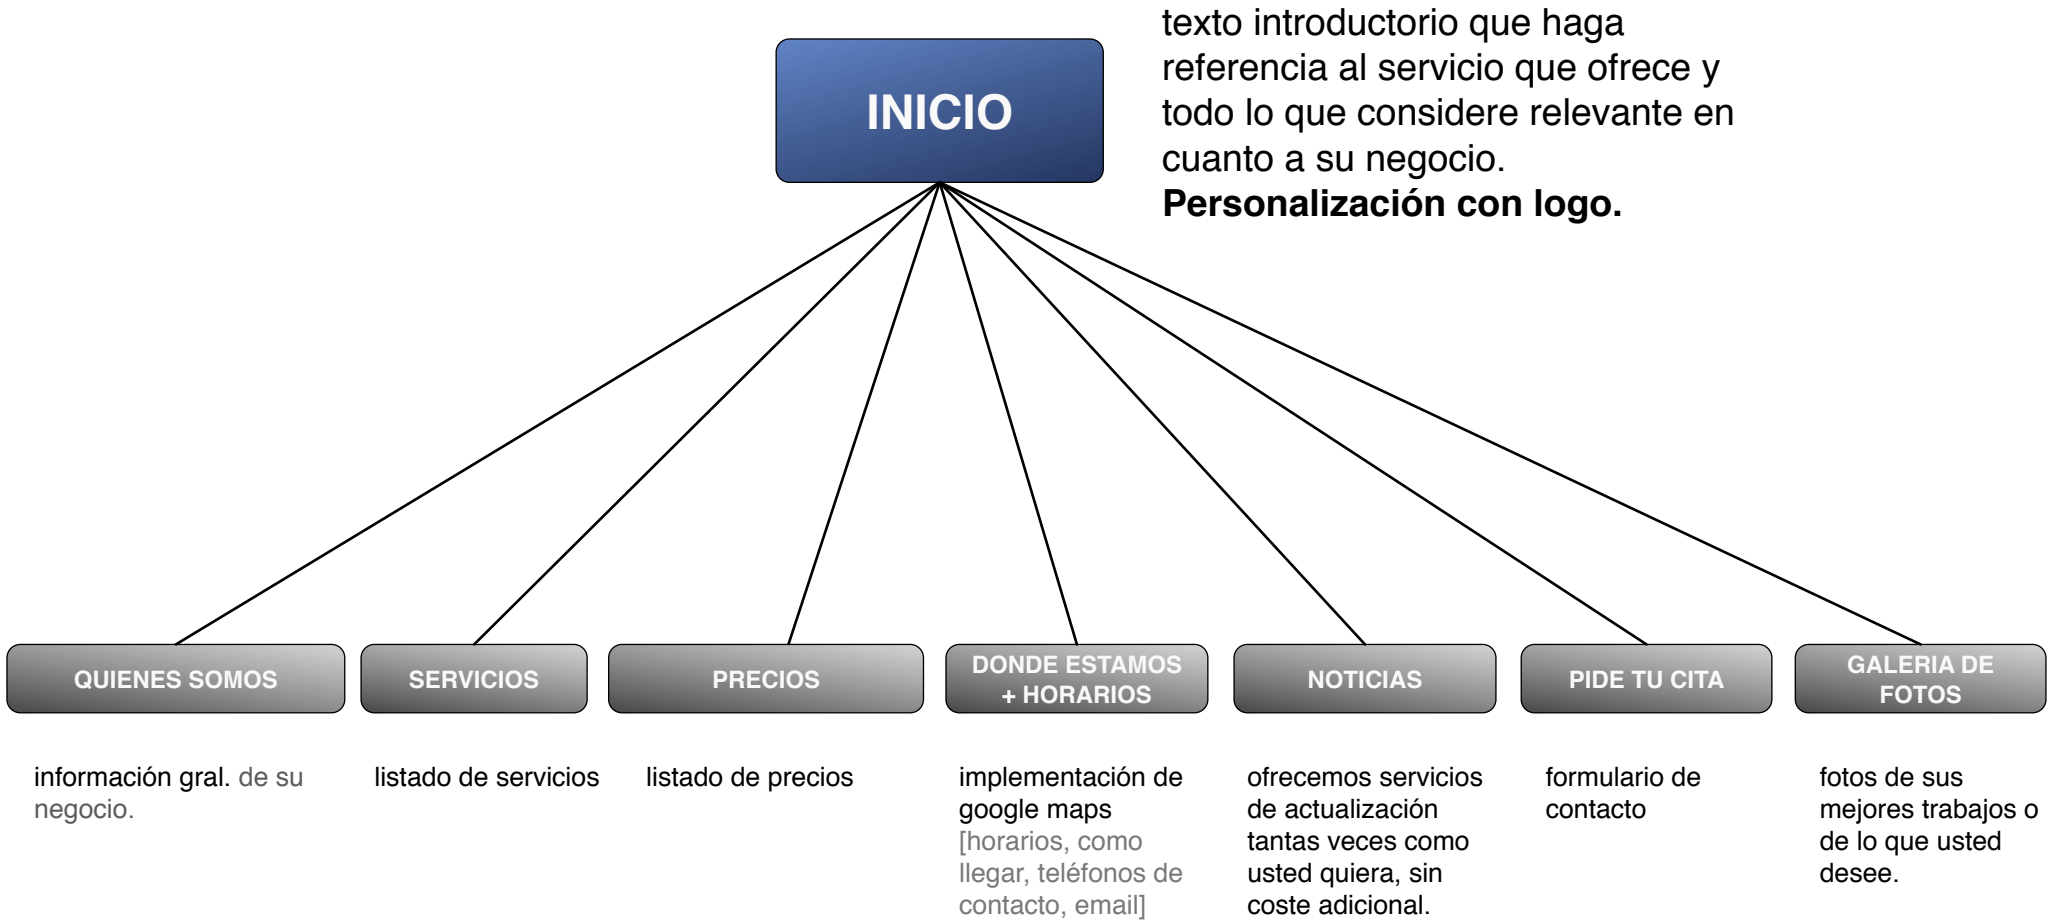 INICIO
texto introductorio que haga
referencia al servicio que ofrece y
todo lo que considere relevante en
cuanto a su negocio.
Personalización con logo.
QUIENES SOMOS
SERVICIOS
PRECIOS
DONDE ESTAMOS
+ HORARIOS
NOTICIAS
PIDE TU CITA
GALERIA DE
FOTOS
información gral. de su
negocio.
listado de servicios
listado de precios
implementación de
google maps
[horarios, como
llegar, teléfonos de
contacto, email]
ofrecemos servicios
de actualización
tantas veces como
usted quiera, sin
coste adicional.
formulario de
contacto
fotos de sus
mejores trabajos o
de lo que usted
desee.